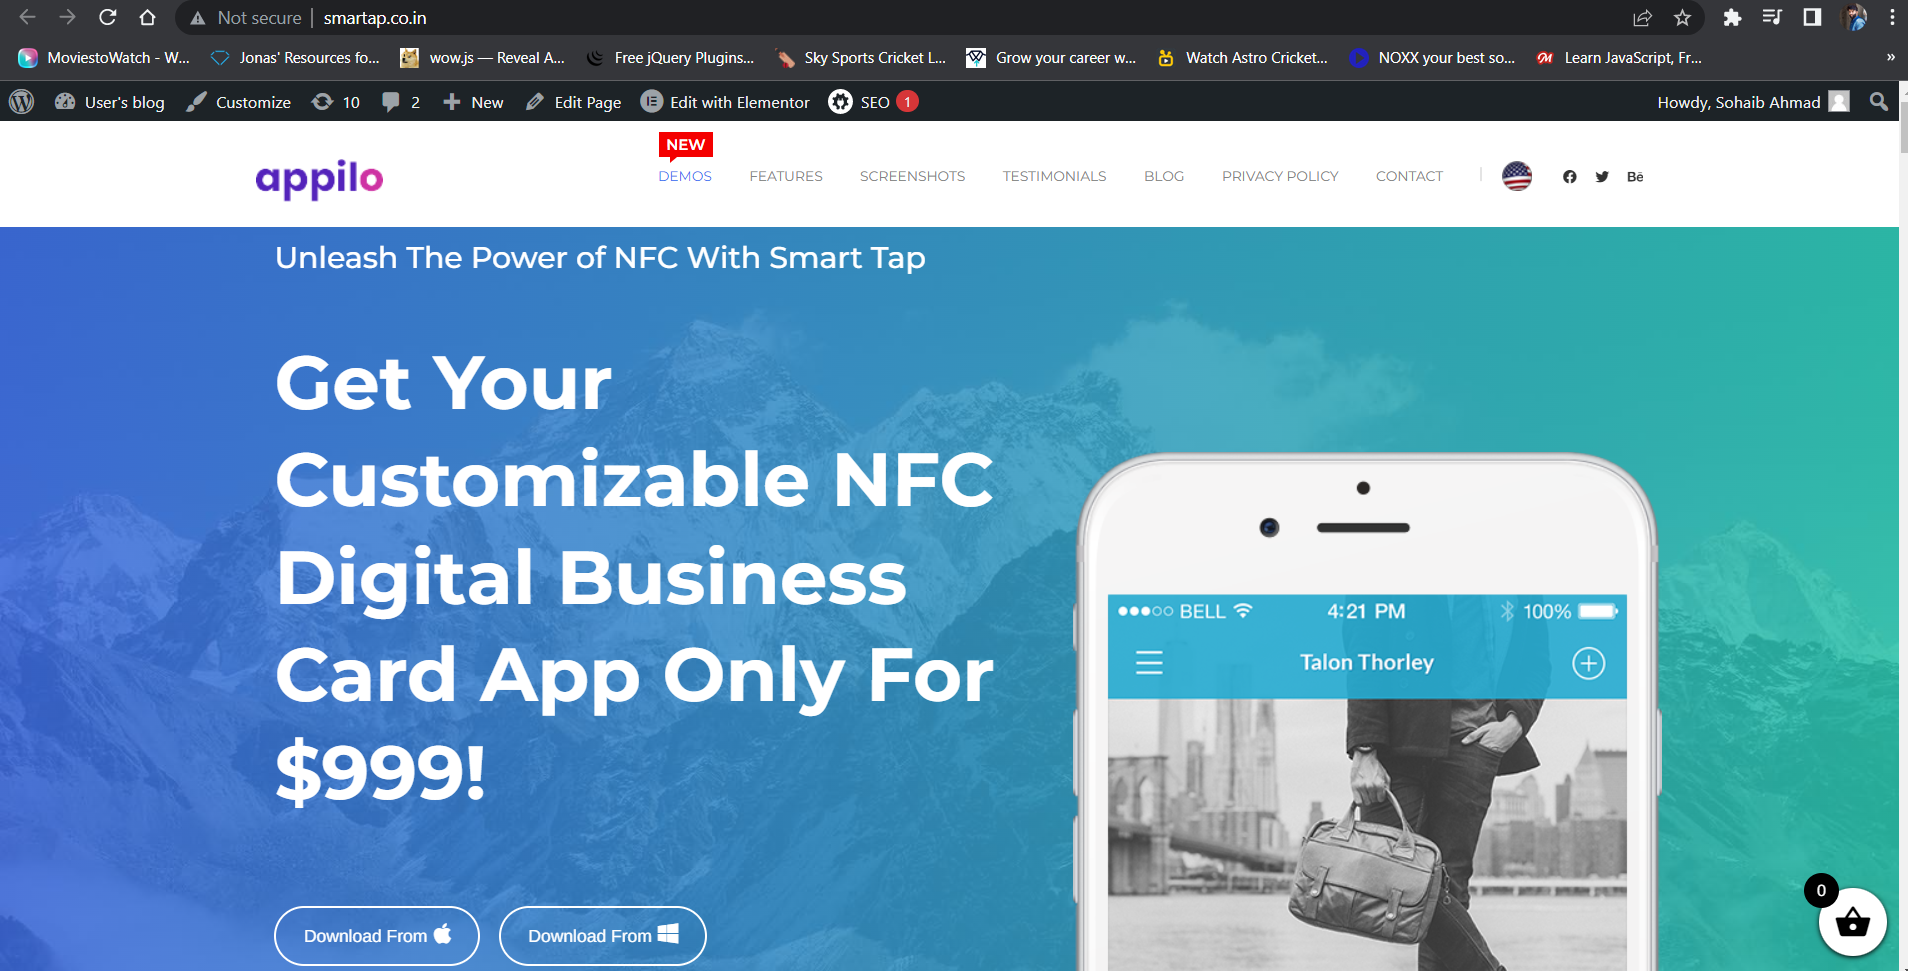 Not secure | smartap.co.in
MoviestoWatch - W...
Jonas' Resources fo...
wow.js — Reveal A...
Free jQuery Plugins...
Sky Sports Cricket L...
Grow your career w...
Watch Astro Cricket...
NOXX your best so...
Learn JavaScript, Fr...
»
User's blog
Customize
10
2
New
Edit Page
Edit with Elementor
SEO 1
Howdy, Sohaib Ahmad
NEW
appilo
DEMOS
FEATURES
SCREENSHOTS
TESTIMONIALS
BLOG
PRIVACY POLICY
CONTACT
Bē
Unleash The Power of NFC With Smart Tap
Get Your
Customizable NFC
Digital Business
Card App Only For
$999!
BELL
4:21 PM
100%
Talon Thorley
0
Download From
Download From